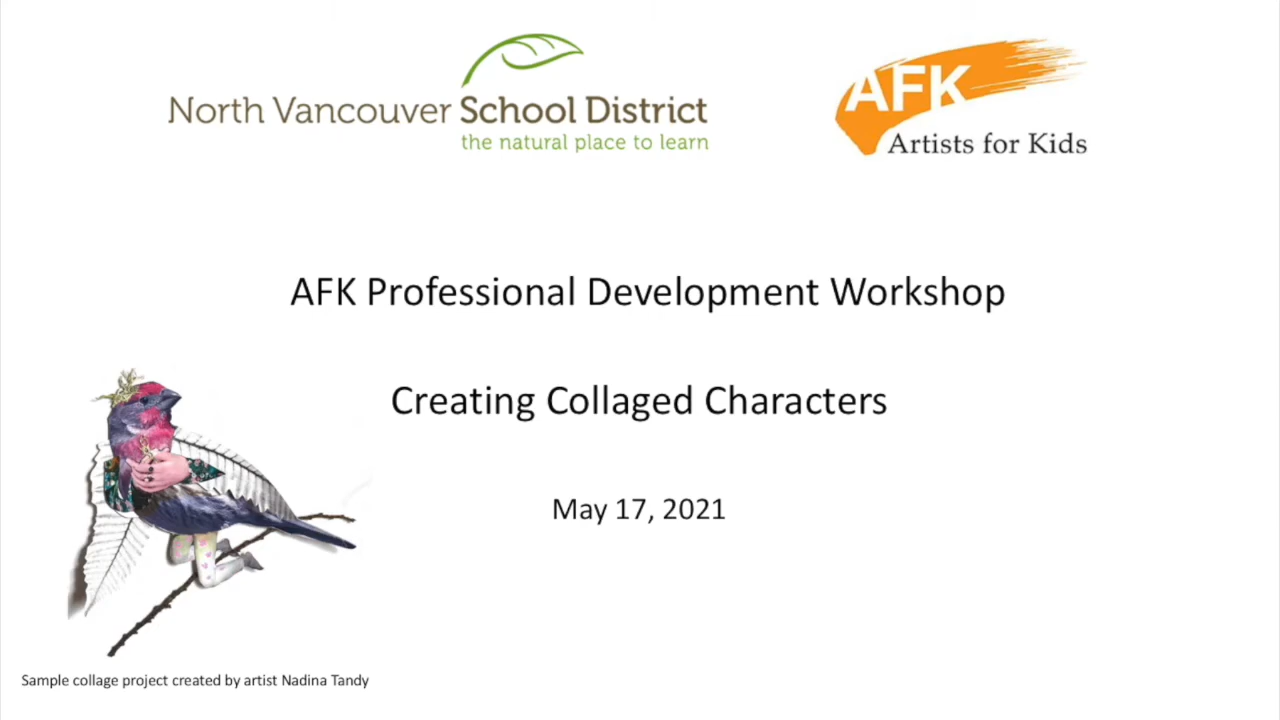 North Vancouver School District
the natural place to learn
AFK
Artists for Kids
AFK Professional Development Workshop
Creating Collaged Characters
May 17, 2021
Sample collage project created by artist Nadina Tandy